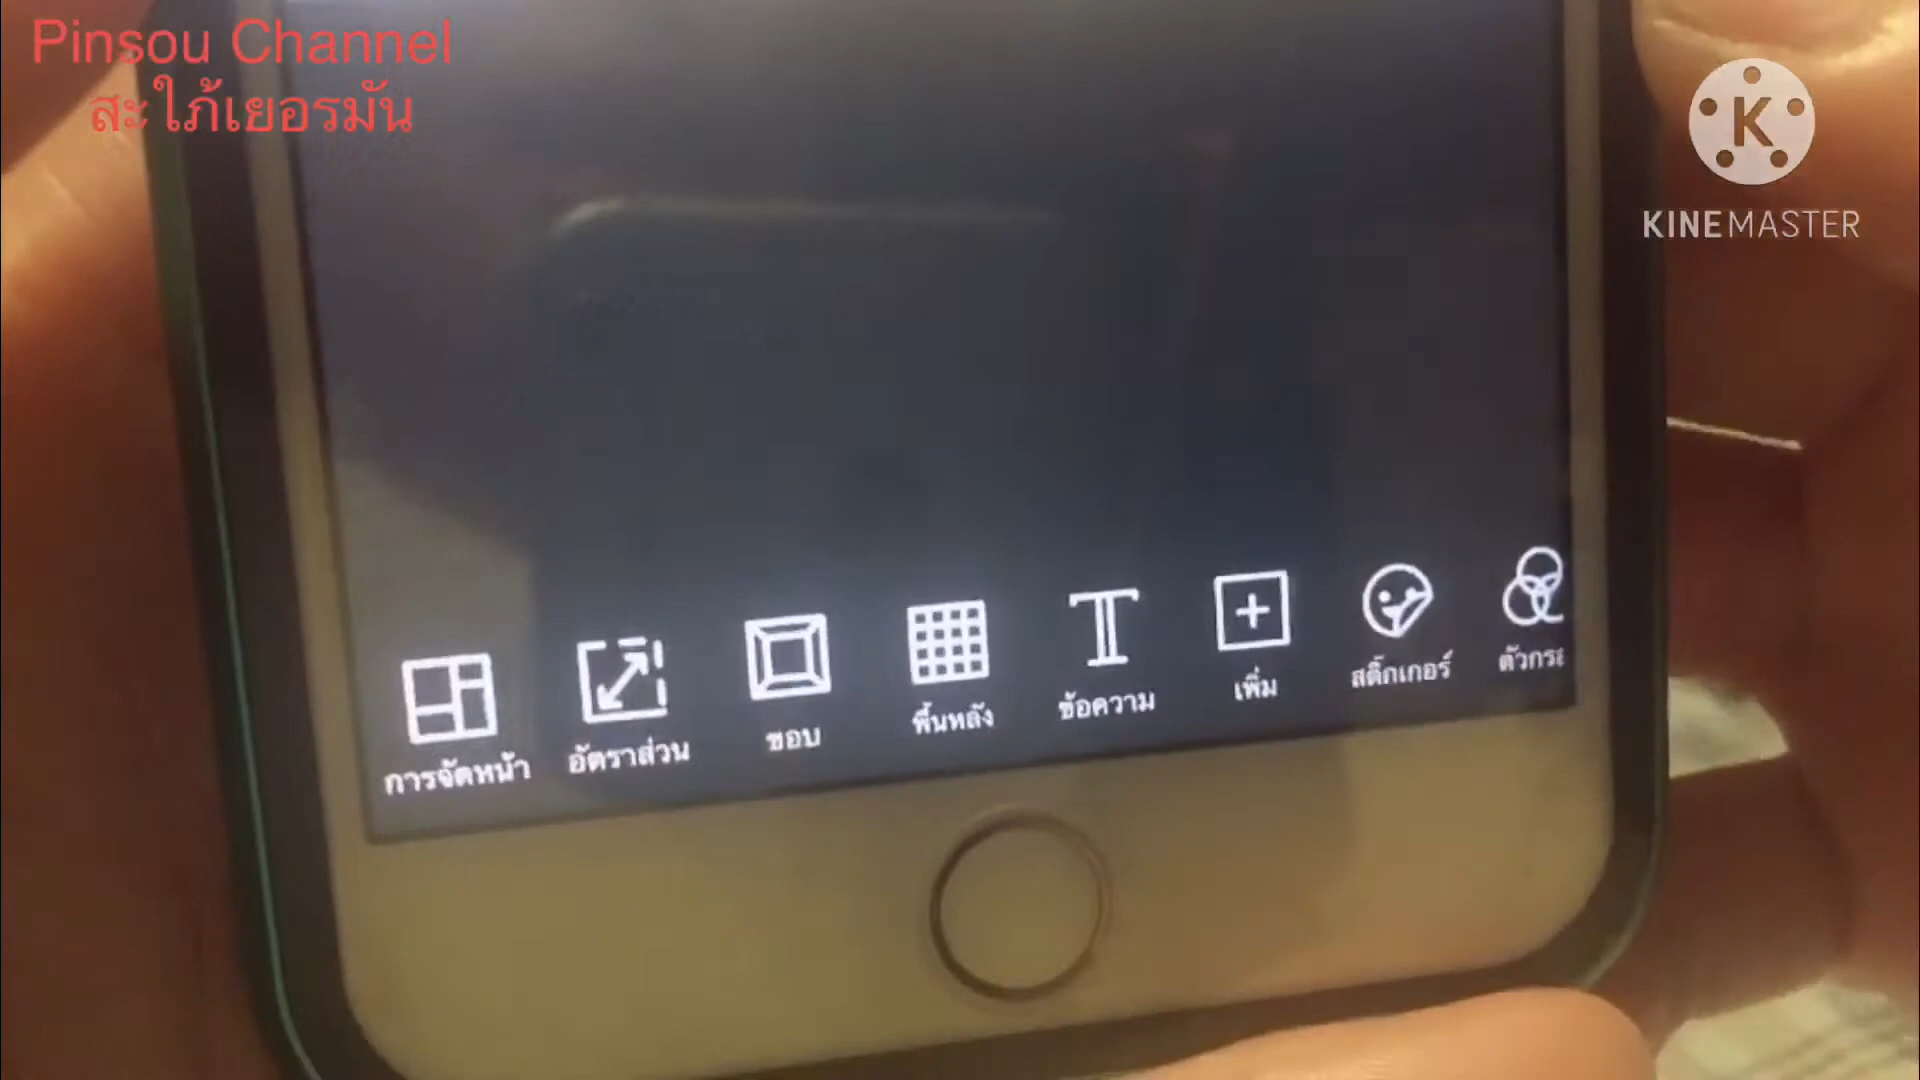 Pinsou Channel
สะใภ้เยอรมัน
K
KINEMASTER
การจัดหน้า
อัตราส่วน
ขอบ
พื้นหลัง
ข้อความ
เพิ่ม
สติ๊กเกอร์